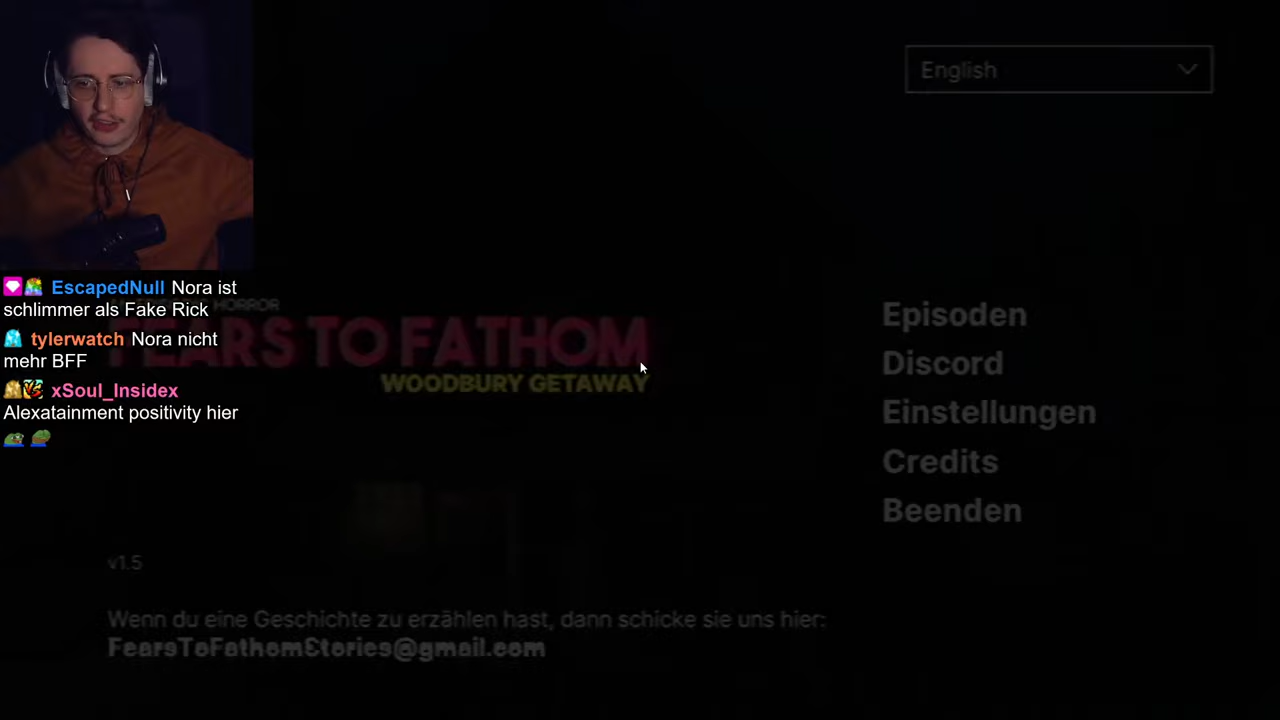 English
EscapedNull Nora ist
schlimmer als Fake Rick
tylerwatch Nora nicht
mehr BFF
xSoul_Insidex
Alexatainment positivity hier
HORROR
FEARS TO FATHOM
WOODBURY GETAWAY
Episoden
Discord
Einstellungen
Credits
Beenden
v1.5
Wenn du eine Geschichte zu erzählen hast, dann schicke sie uns hier:
FearsToFathomStories@gmail.com